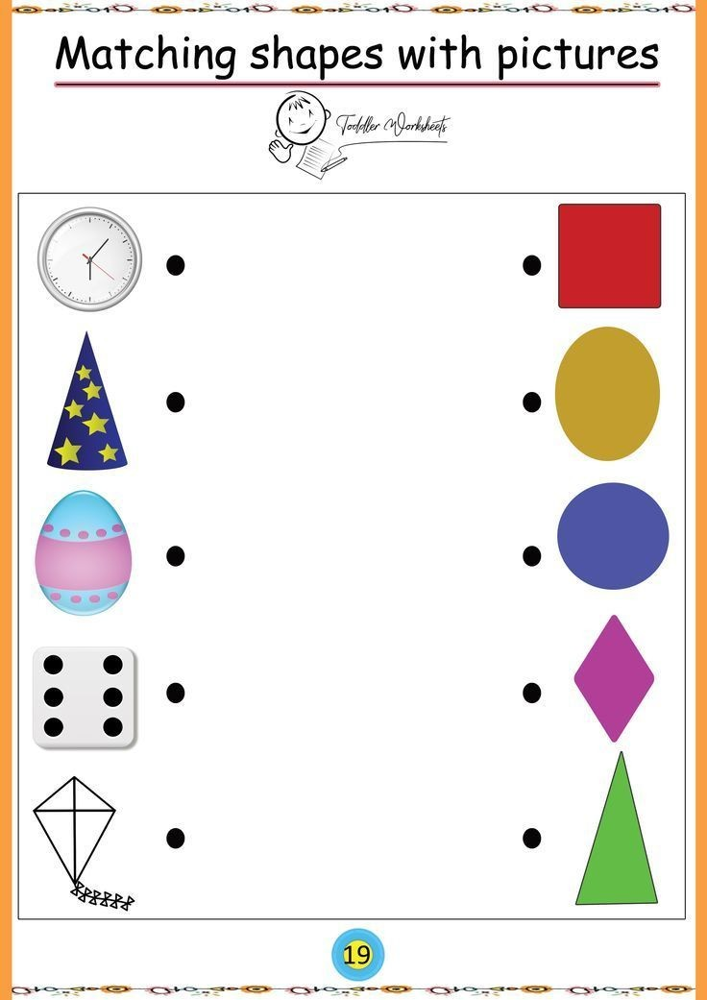 Matching shapes with pictures
Toddler Worksheets
19